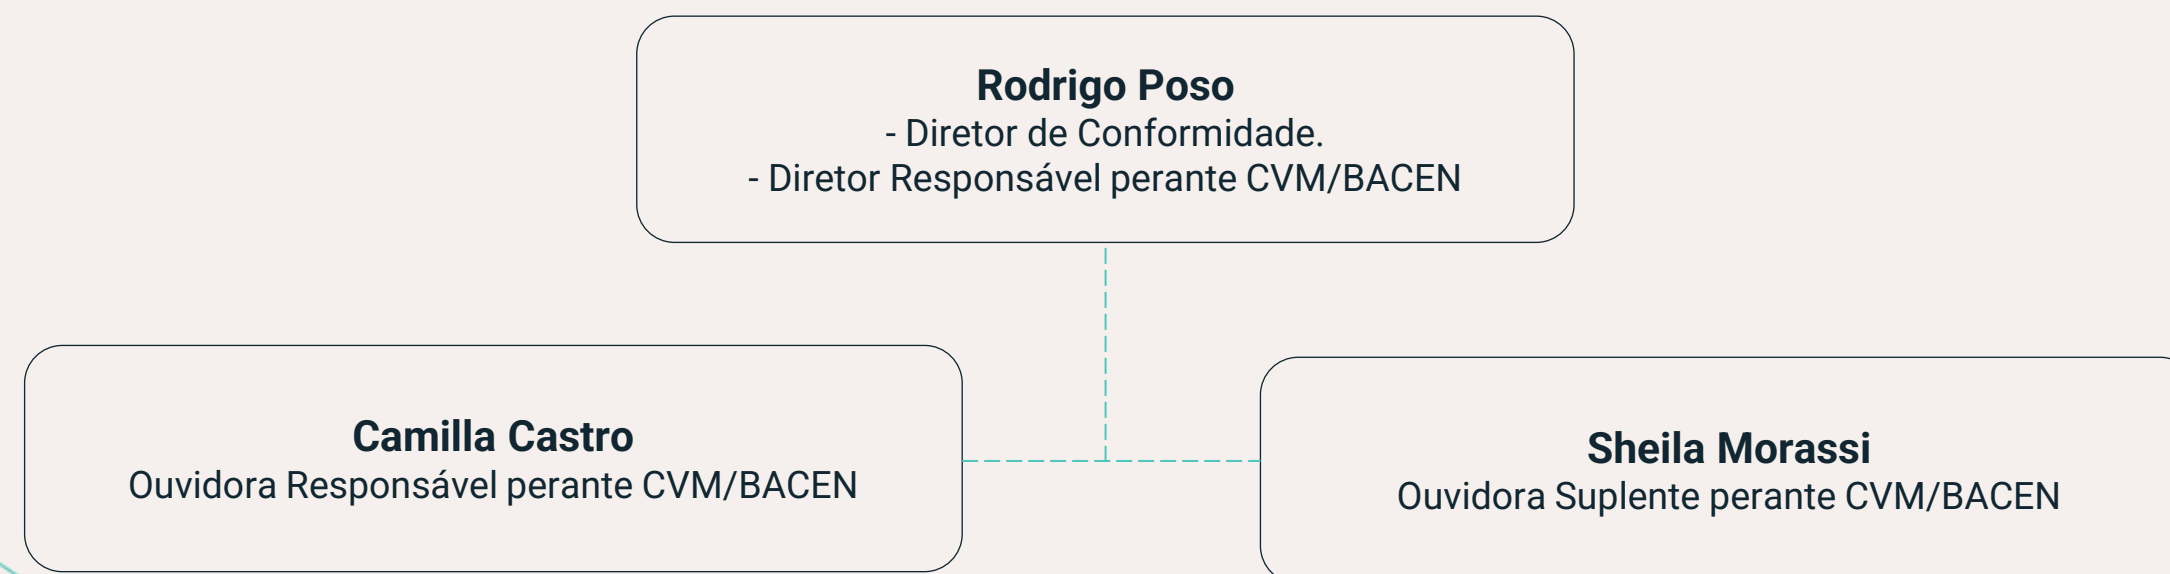 Rodrigo Poso
- Diretor de Conformidade.
- Diretor Responsável perante CVM/BACEN
Camilla Castro
Ouvidora Responsável perante CVM/BACEN
Sheila Morassi
Ouvidora Suplente perante CVM/BACEN